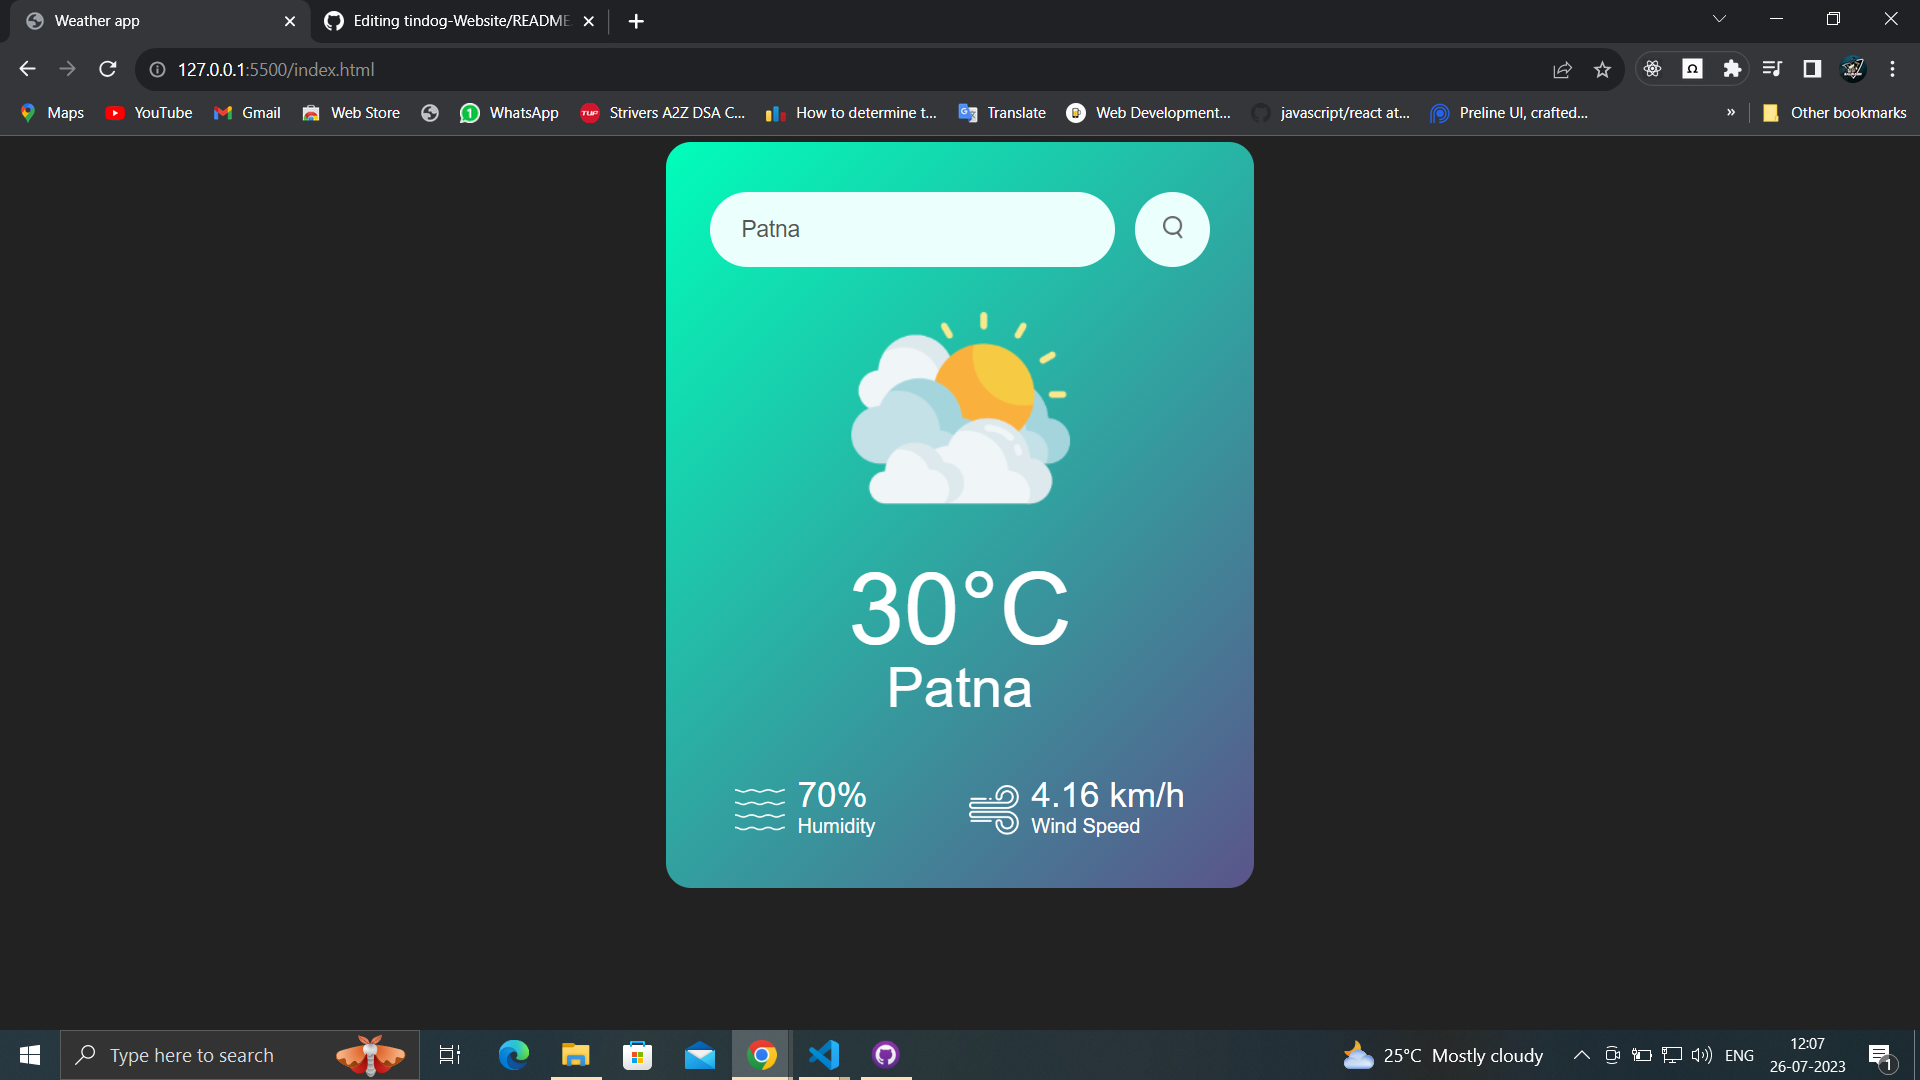 Weather app
Editing tindog-Website/README
127.0.0.1:5500/index.html
Maps YouTube Gmail Web Store WhatsApp Strivers A2Z DSA C... How to determine t... Translate Web Development... javascript/react at... Preline UI, crafted... » Other bookmarks
Patna
30°C
Patna
70%
Humidity
4.16 km/h
Wind Speed
Type here to search
25°C Mostly cloudy
ENG
12:07
26-07-2023
1